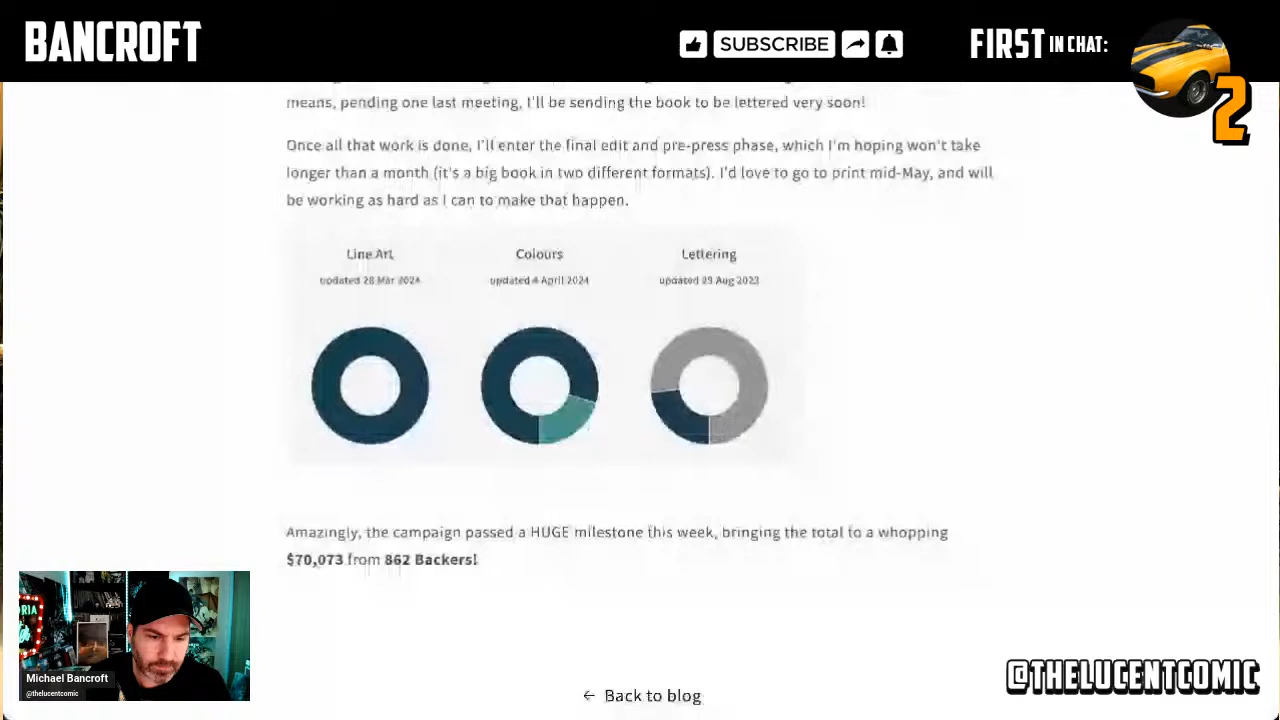 BANCROFT
SUBSCRIBE
FIRST IN CHAT:
2
means, pending one last meeting, I'll be sending the book to be lettered very soon!
Once all that work is done, I'll enter the final edit and pre-press phase, which I'm hoping won't take
longer than a month (it's a big book in two different formats). I'd love to go to print mid-May, and will
be working as hard as I can to make that happen.
Line Art
Colours
Lettering
updated 28 Mar 2024
updated 4 April 2024
updated 29 Aug 2023
Amazingly, the campaign passed a HUGE milestone this week, bringing the total to a whopping
$70,073 from 862 Backers!
RIA
Michael Bancroft
@thelucentcomic
← Back to blog
@THELUCENTCOMIC